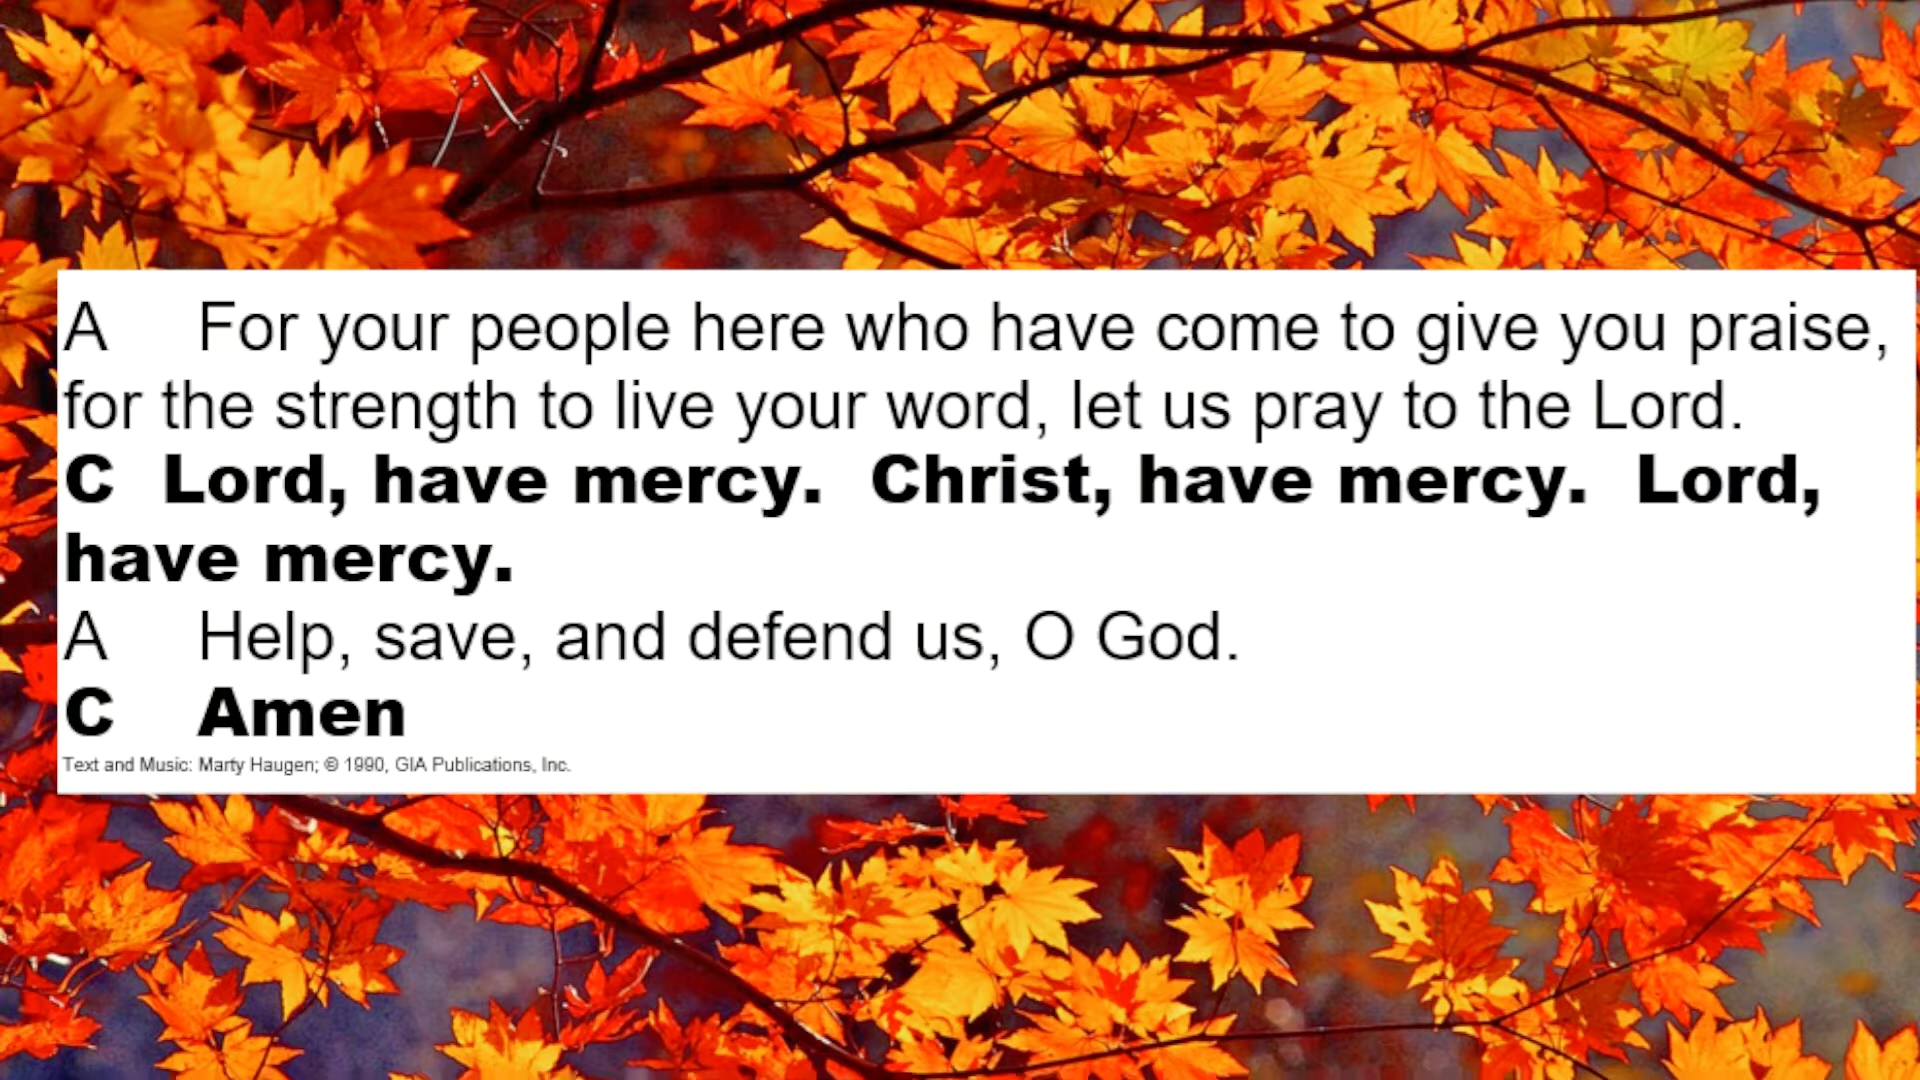 A For your people here who have come to give you praise,
for the strength to live your word, let us pray to the Lord.
C Lord, have mercy. Christ, have mercy. Lord,
have mercy.
A Help, save, and defend us, O God.
C Amen
Text and Music: Marty Haugen; © 1990, GIA Publications, Inc.